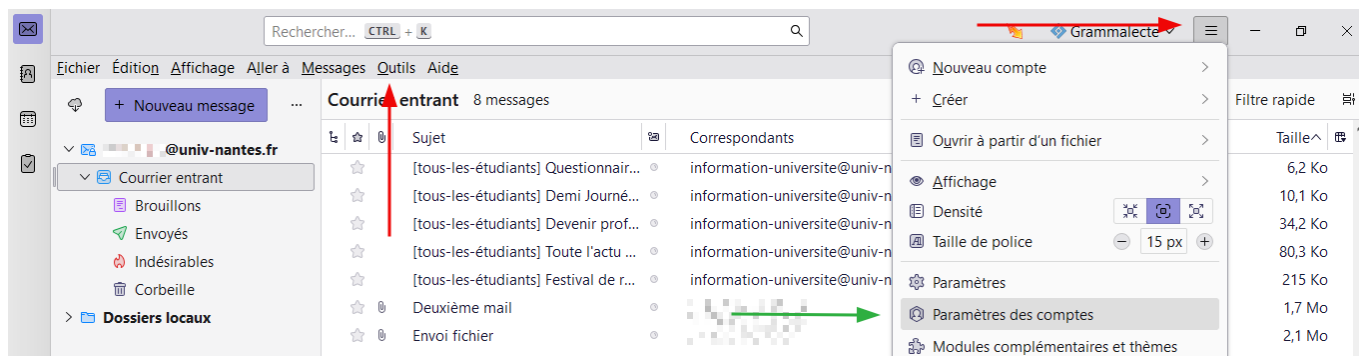 Rechercher... CTRL + K
Grammalecte
Fichier Édition Affichage Aller à Messages Outils Aide
+ Nouveau message ...
@univ-nantes.fr
Courrier entrant
Brouillons
Envoyés
Indésirables
Corbeille
Dossiers locaux
Courrier entrant 8 messages
Filtre rapide
Sujet Correspondants Taille
[tous-les-étudiants] Questionnair... information-universite@univ-n 6,2 Ko
[tous-les-étudiants] Demi Journé... information-universite@univ-n 10,1 Ko
[tous-les-étudiants] Devenir prof... information-universite@univ-n 34,2 Ko
[tous-les-étudiants] Toute l'actu ... information-universite@univ-n 80,3 Ko
[tous-les-étudiants] Festival de r... information-universite@univ-n 215 Ko
Deuxième mail 1,7 Mo
Envoi fichier 2,1 Mo
Nouveau compte
+ Créer
Ouvrir à partir d'un fichier
Affichage
Densité
Taille de police 15 px
Paramètres
Paramètres des comptes
Modules complémentaires et thèmes